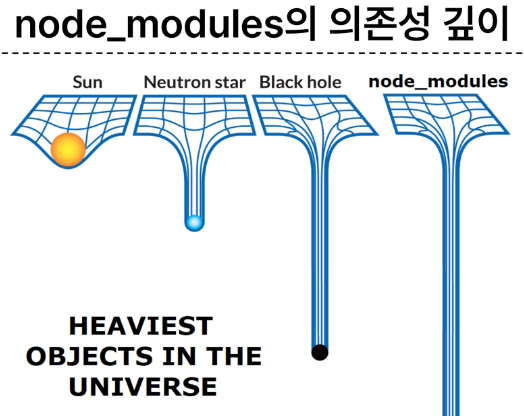 node_modules의 의존성 깊이
Sun
Neutron star
Black hole
node_modules
HEAVIEST
OBJECTS IN THE
UNIVERSE